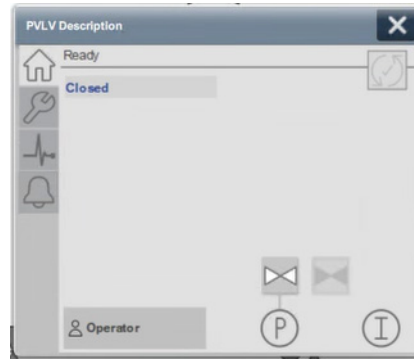 PVLV Description
Ready
Closed
Operator
P
I